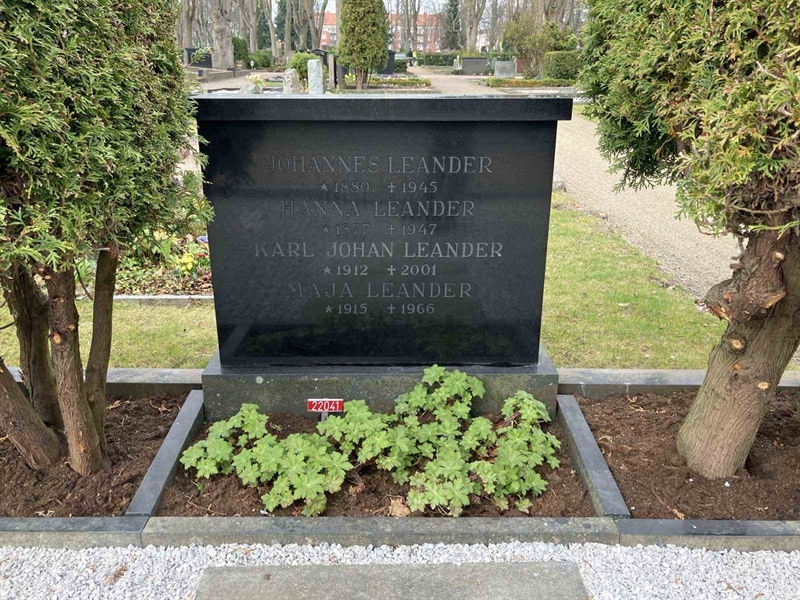 JOHANNES LEANDER
*1880 ✝1945
HANNA LEANDER
*1877 ✝1947
KARL JOHAN LEANDER
*1912 ✝2001
MAJA LEANDER
*1915 ✝1966
22041